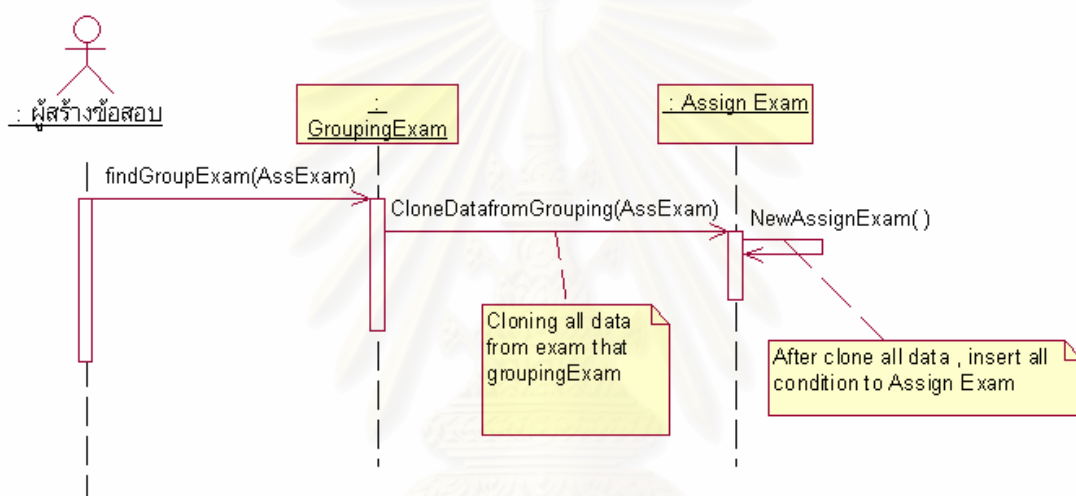 : ผู้สร้างข้อสอบ
:
GroupingExam
: Assign Exam
findGroupExam(AssExam)
CloneDatafromGrouping(AssExam)
NewAssignExam( )
Cloning all data
from exam that
groupingExam
After clone all data , insert all
condition to Assign Exam